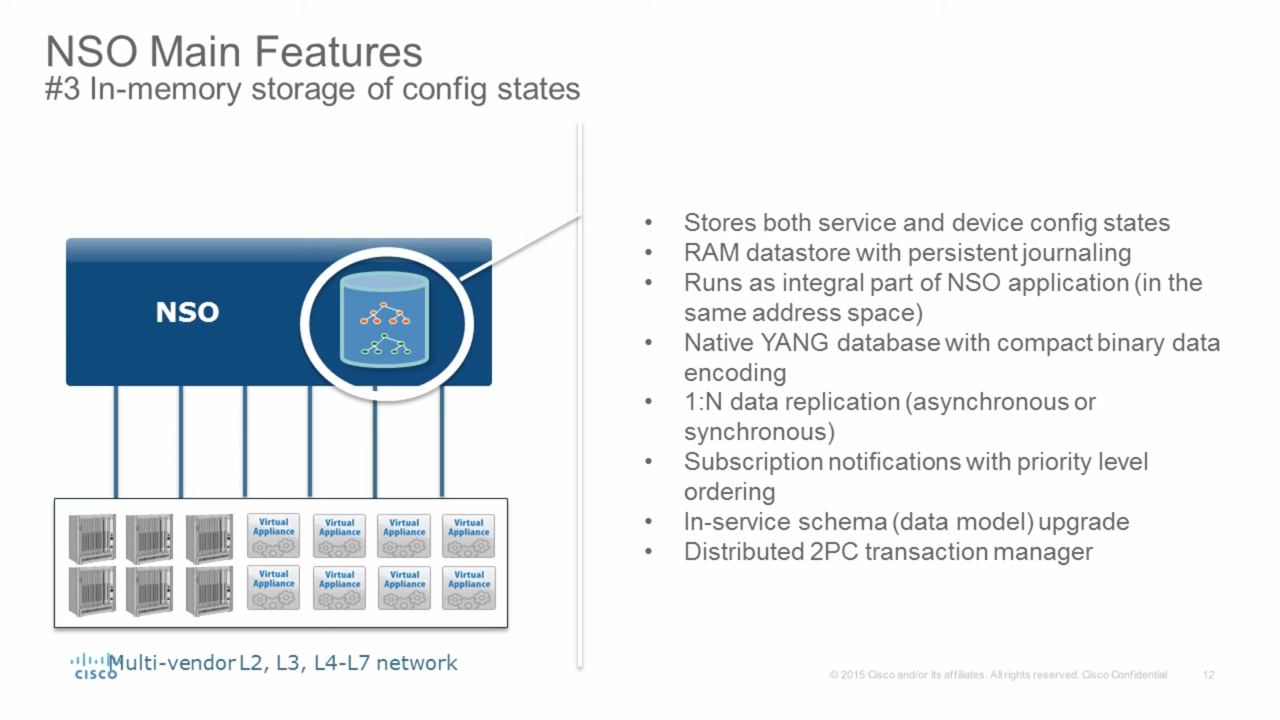 NSO Main Features
#3 In-memory storage of config states
NSO
Virtual Appliance
Virtual Appliance
Virtual Appliance
Virtual Appliance
Virtual Appliance
Virtual Appliance
Virtual Appliance
Virtual Appliance
Multi-vendor L2, L3, L4-L7 network
CISCO
• Stores both service and device config states
• RAM datastore with persistent journaling
• Runs as integral part of NSO application (in the
same address space)
• Native YANG database with compact binary data
encoding
• 1:N data replication (asynchronous or
synchronous)
• Subscription notifications with priority level
ordering
• In-service schema (data model) upgrade
• Distributed 2PC transaction manager
© 2015 Cisco and/or its affiliates. All rights reserved. Cisco Confidential
12